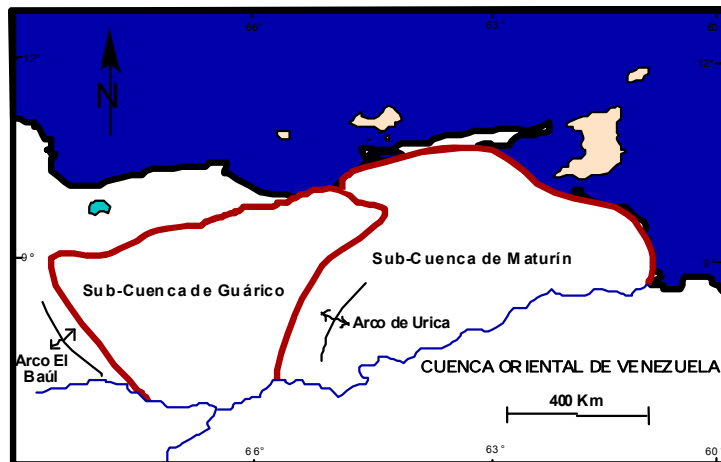 66°
63
60
12°
12°
N
9°
9°
Sub-Cuenca de Maturín
Sub-Cuenca de Guárico
Arco de Urica
Arco El
Baúl
CUENCA ORIENTAL DE VENEZUELA
400 Km
66°
63°
60